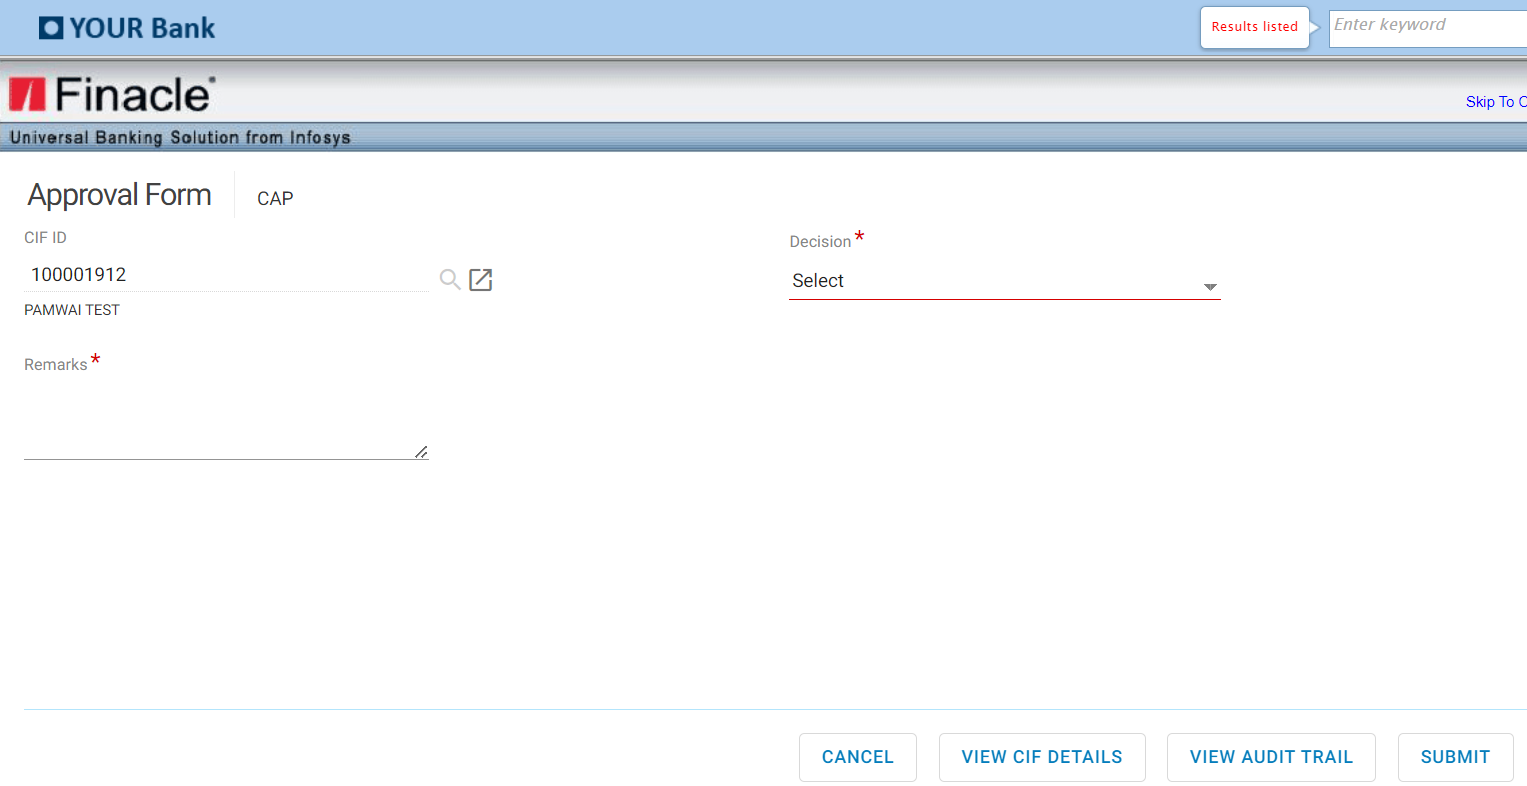 YOUR Bank
Results listed
Enter keyword
Finacle
Skip To
Universal Banking Solution from Infosys
Approval Form
CAP
CIF ID
Decision *
100001912
Select
PAMWAI TEST
Remarks *
CANCEL
VIEW CIF DETAILS
VIEW AUDIT TRAIL
SUBMIT